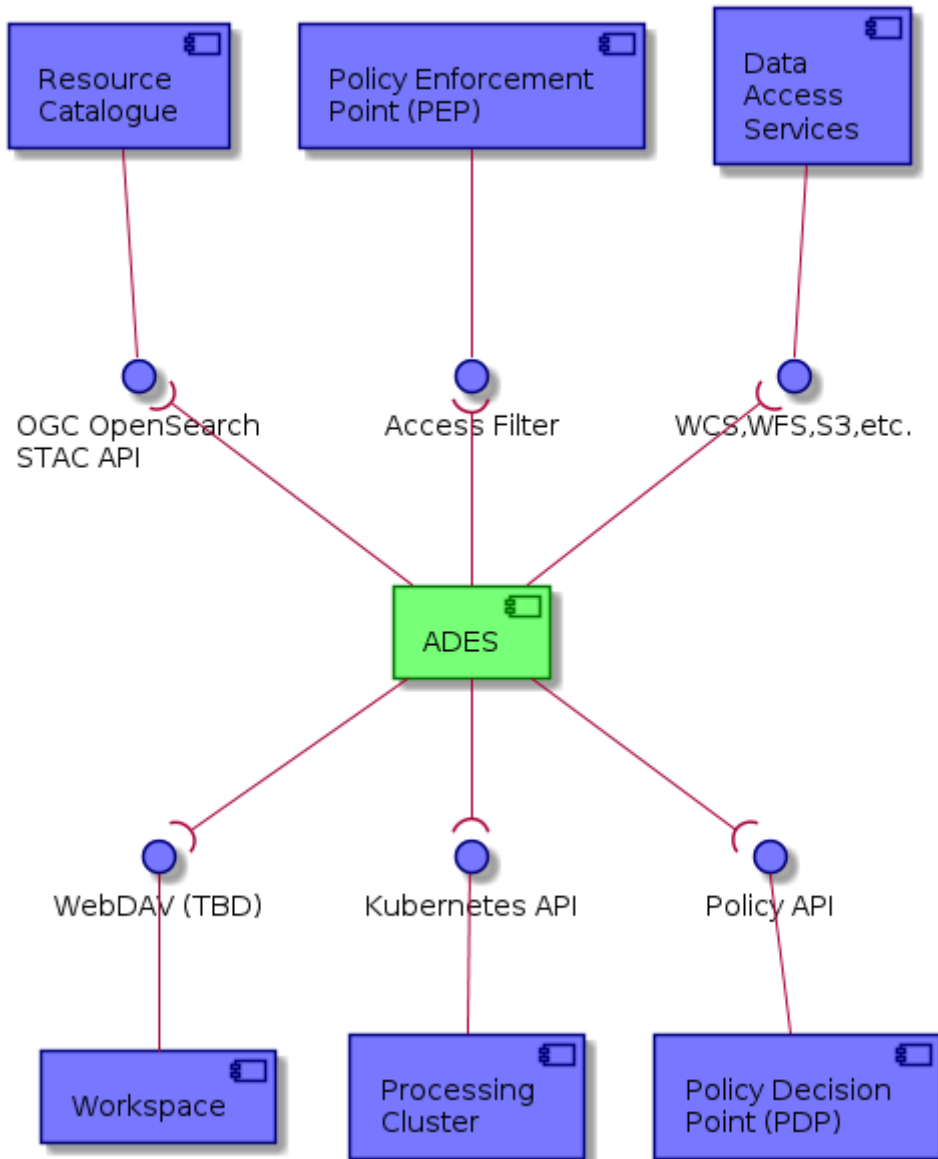 Resource
Catalogue
Policy Enforcement
Point (PEP)
Data
Access
Services
OGC OpenSearch
STAC API
Access Filter
WCS,WFS,S3,etc.
ADES
WebDAV (TBD)
Kubernetes API
Policy API
Workspace
Processing
Cluster
Policy Decision
Point (PDP)